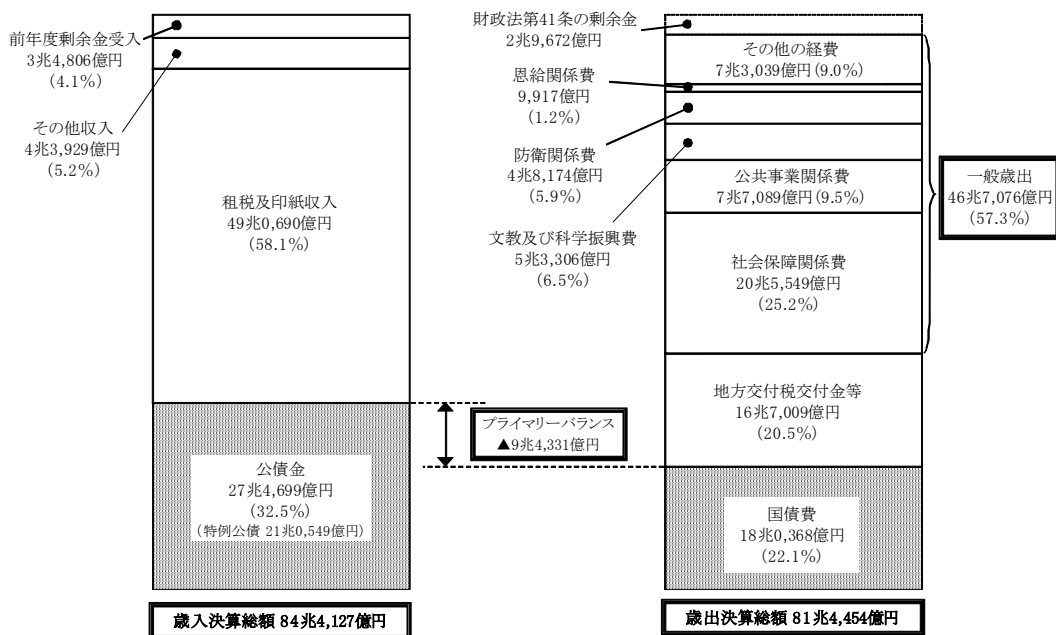 前年度剰余金受入
3兆4,806億円
(4.1%)
その他収入
4兆3,929億円
(5.2%)
租税及印紙収入
49兆0,690億円
(58.1%)
公債金
27兆4,699億円
(32.5%)
(特例公債 21兆0,549億円)
歳入決算総額 84兆4,127億円
プライマリーバランス
▲9兆4,331億円
財政法第41条の剰余金
2兆9,672億円
恩給関係費
9,917億円
(1.2%)
防衛関係費
4兆8,174億円
(5.9%)
文教及び科学振興費
5兆3,306億円
(6.5%)
その他の経費
7兆3,039億円(9.0%)
公共事業関係費
7兆7,089億円(9.5%)
社会保障関係費
20兆5,549億円
(25.2%)
地方交付税交付金等
16兆7,009億円
(20.5%)
国債費
18兆0,368億円
(22.1%)
歳出決算総額 81兆4,454億円
一般歳出
46兆7,076億円
(57.3%)